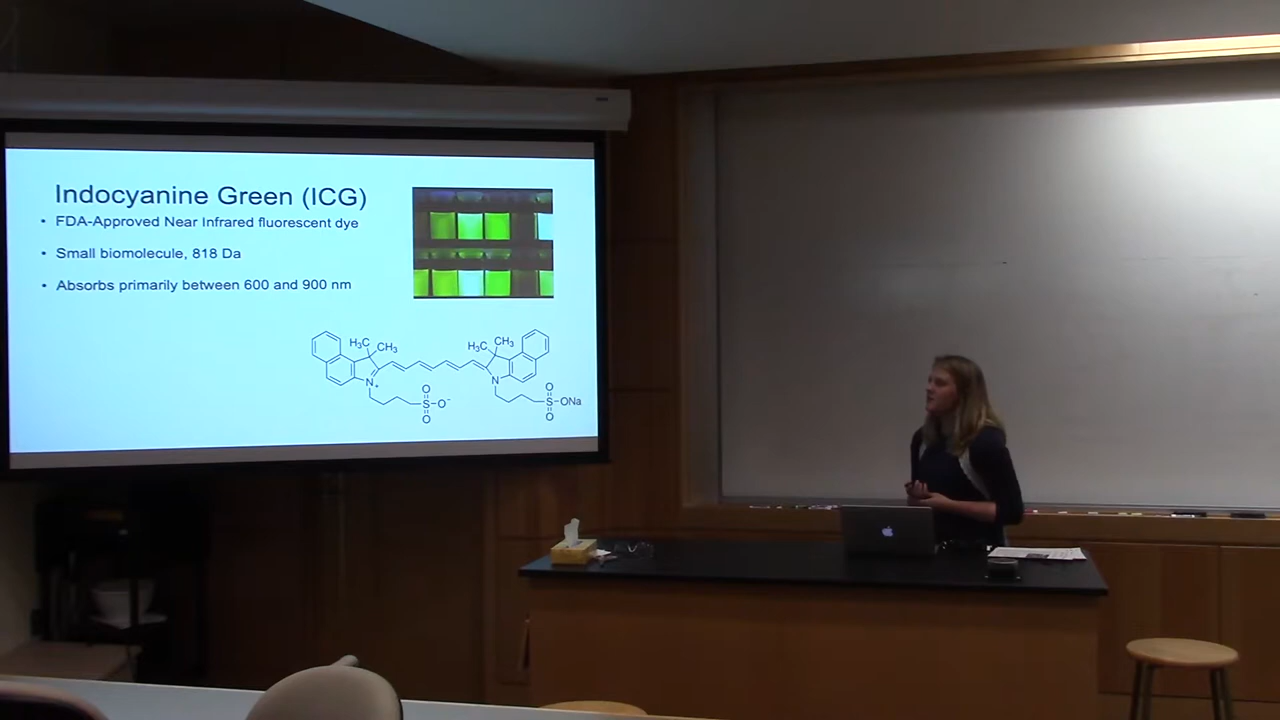 Indocyanine Green (ICG)
• FDA-Approved Near Infrared fluorescent dye
• Small biomolecule, 818 Da
• Absorbs primarily between 600 and 900 nm
H₃C CH₃ H₃C CH₃
N⁺ N
O O
S O⁻ S ONa
O O